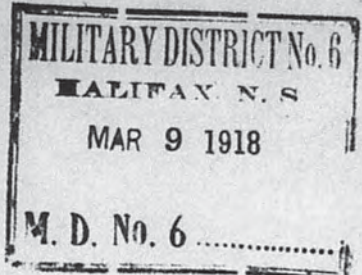 MILITARY DISTRICT No. 6
HALIFAX N. S
MAR 9 1918
M. D. No. 6 ....................